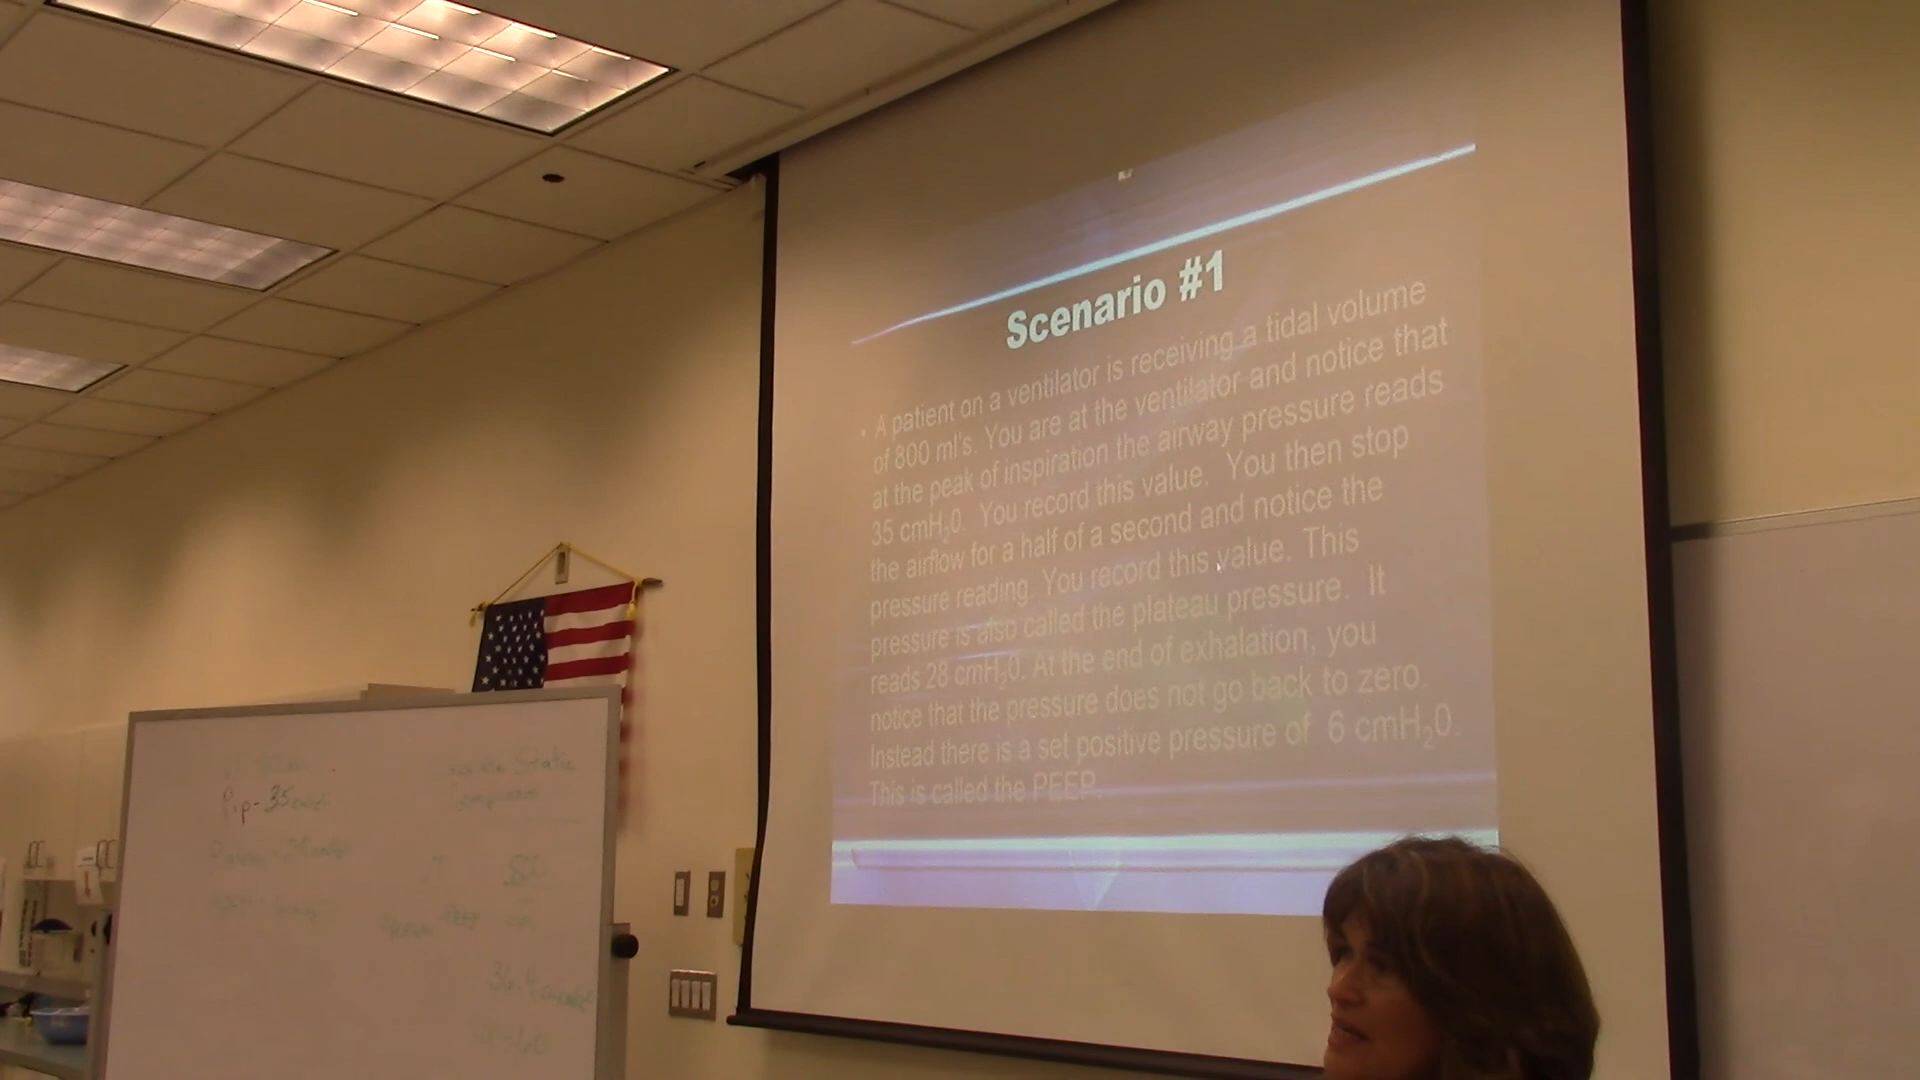 Scenario #1
• A patient on a ventilator is receiving a tidal volume
of 800 ml's. You are at the ventilator and notice that
at the peak of inspiration the airway pressure reads
35 cmH₂0. You record this value. You then stop
the airflow for a half of a second and notice the
pressure reading. You record this value. This
pressure is also called the plateau pressure. It
reads 28 cmH₂0. At the end of exhalation, you
notice that the pressure does not go back to zero.
Instead there is a set positive pressure of 6 cmH₂0.
This is called the PEEP.
Static
Pip - 35
800